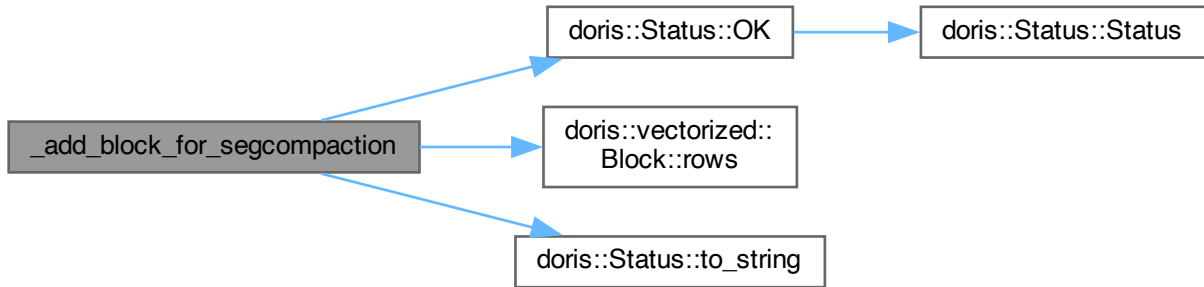 doris::Status::OK
doris::Status::Status
_add_block_for_segcompaction
doris::vectorized::
Block::rows
doris::Status::to_string